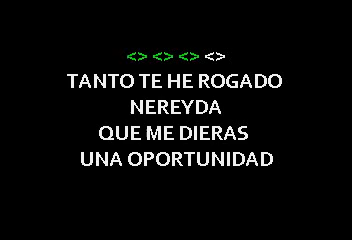 <> <> <> <>
TANTO TE HE ROGADO
NEREYDA
QUE ME DIERAS
UNA OPORTUNIDAD